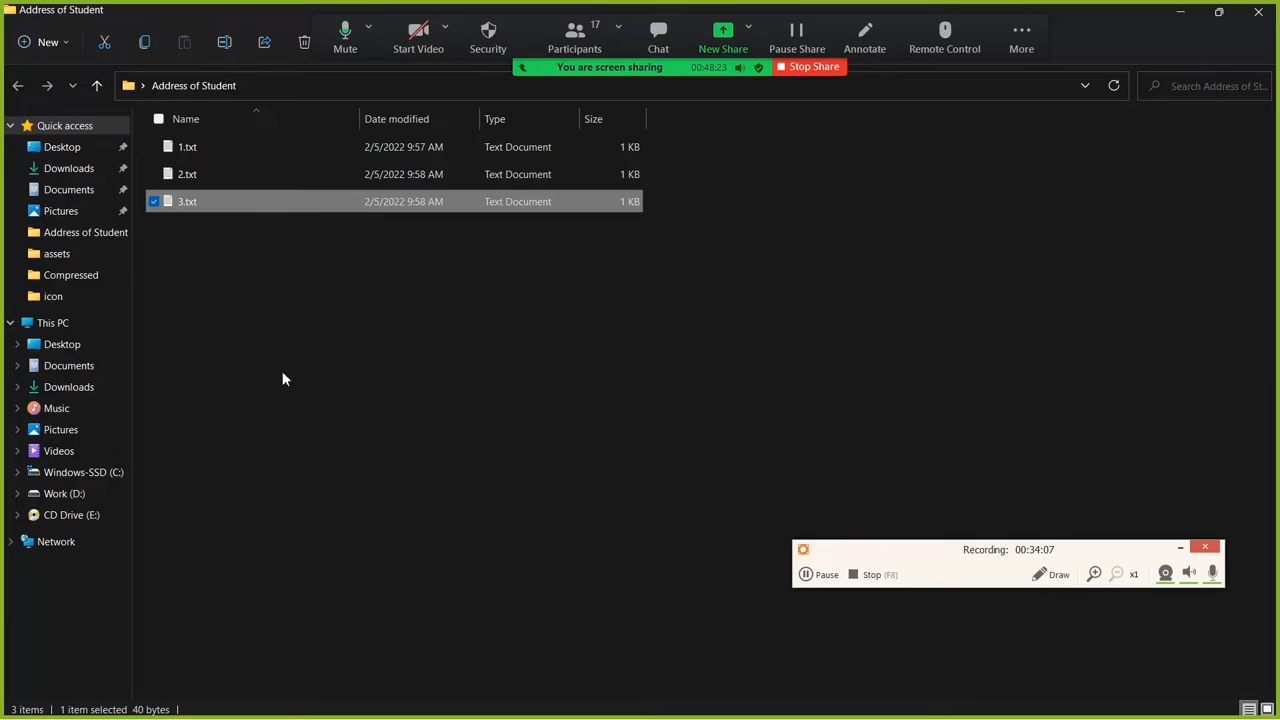 Address of Student
New
Mute
Start Video
Security
17
Participants
Chat
New Share
Pause Share
Annotate
Remote Control
More
You are screen sharing
00:48:23
Stop Share
Address of Student
Search Address of St...
Name
Date modified
Type
Size
1.txt 2/5/2022 9:57 AM Text Document 1 KB
2.txt 2/5/2022 9:58 AM Text Document 1 KB
3.txt 2/5/2022 9:58 AM Text Document 1 KB
Quick access
Desktop
Downloads
Documents
Pictures
Address of Student
assets
Compressed
icon
This PC
Desktop
Documents
Downloads
Music
Pictures
Videos
Windows-SSD (C:)
Work (D:)
CD Drive (E:)
Network
Recording: 00:34:07
Pause
Stop (F8)
Draw
x1
3 items
1 item selected 40 bytes